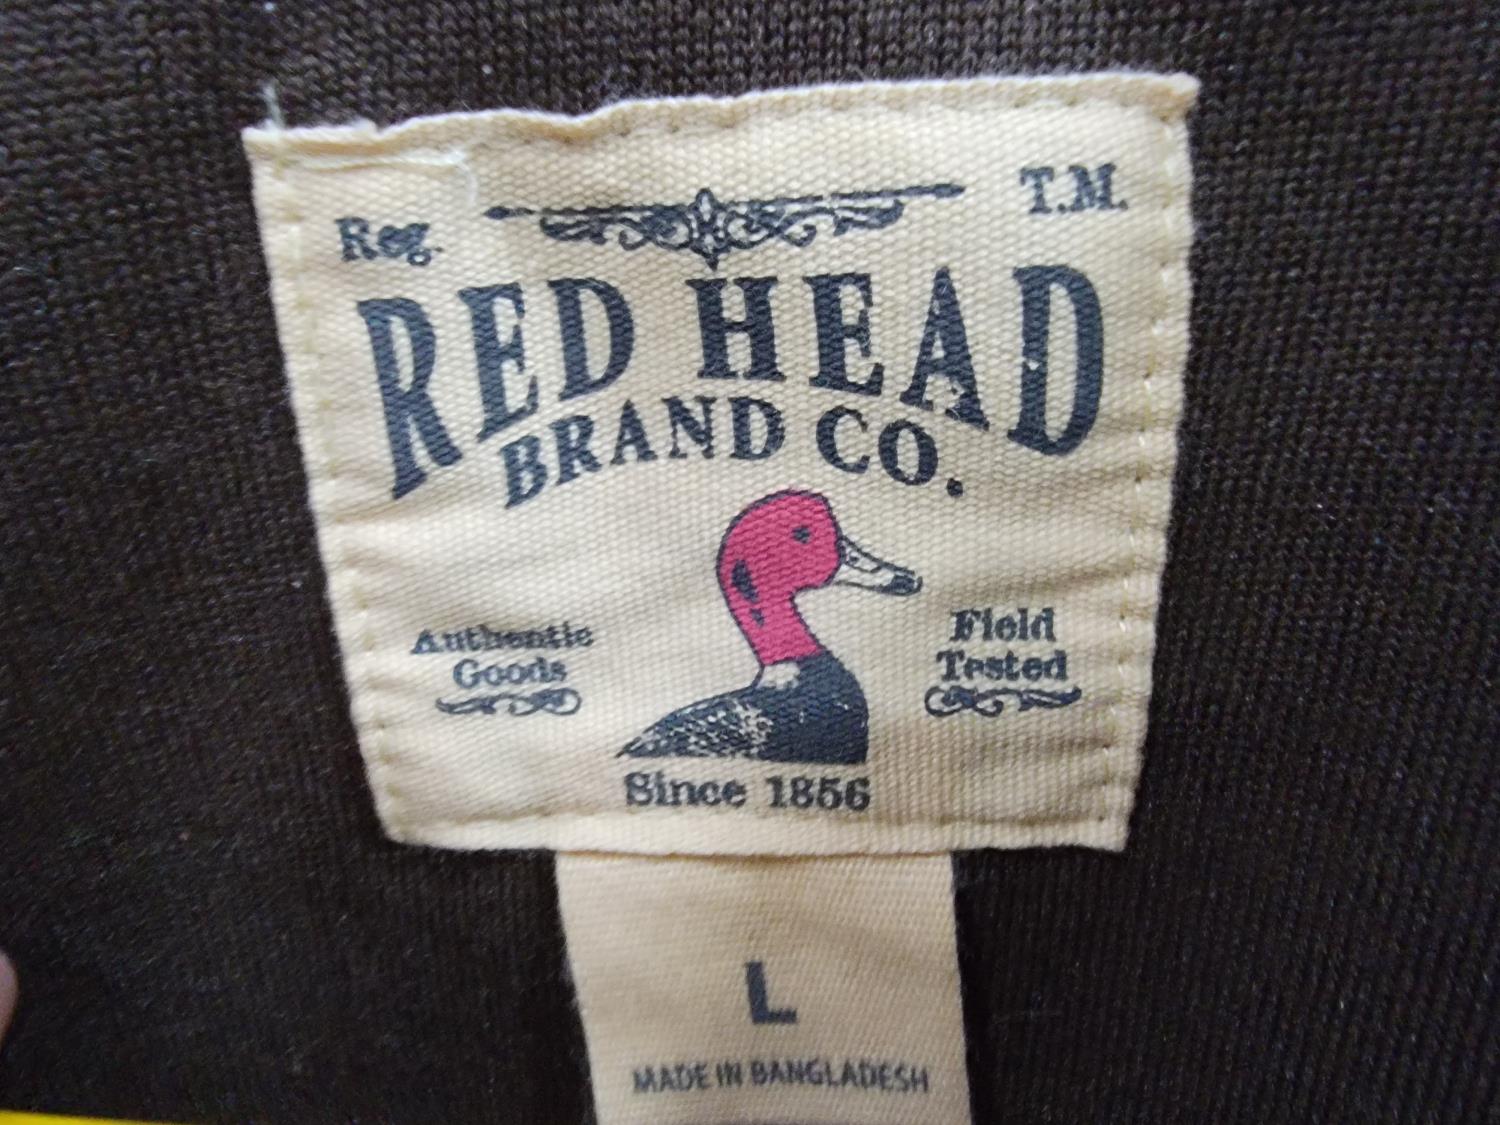 Reg. T.M.
RED HEAD
BRAND CO.
Authentic
Goods
Field
Tested
Since 1856
L
MADE IN BANGLADESH